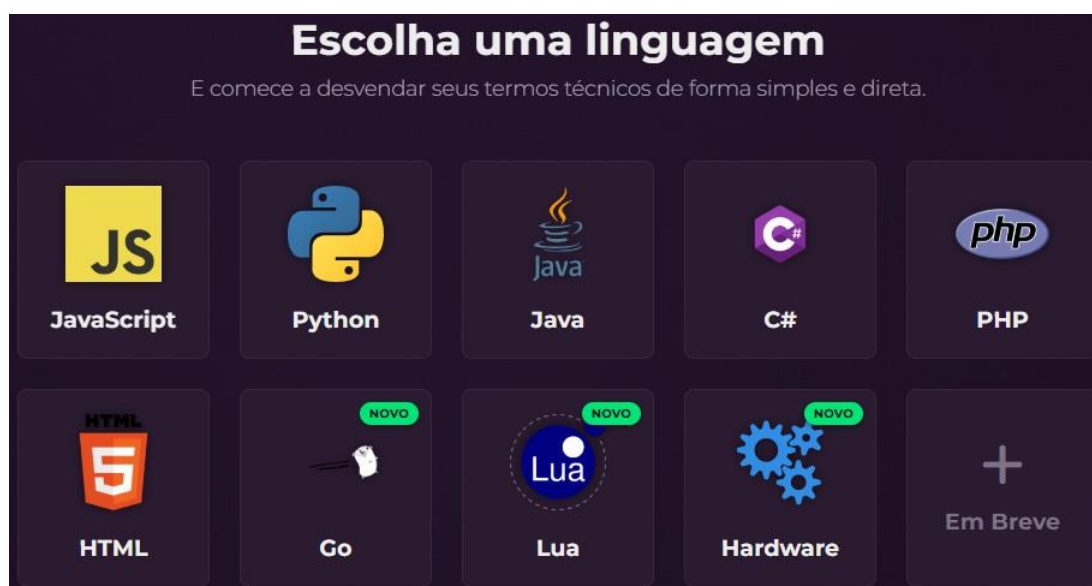 Escolha uma linguagem
E comece a desvendar seus termos técnicos de forma simples e direta.
JS
Java
C#
php
JavaScript
Python
Java
C#
PHP
HTML
5
NOVO
Lua
NOVO
NOVO
HTML
Go
Lua
Hardware
+
Em Breve